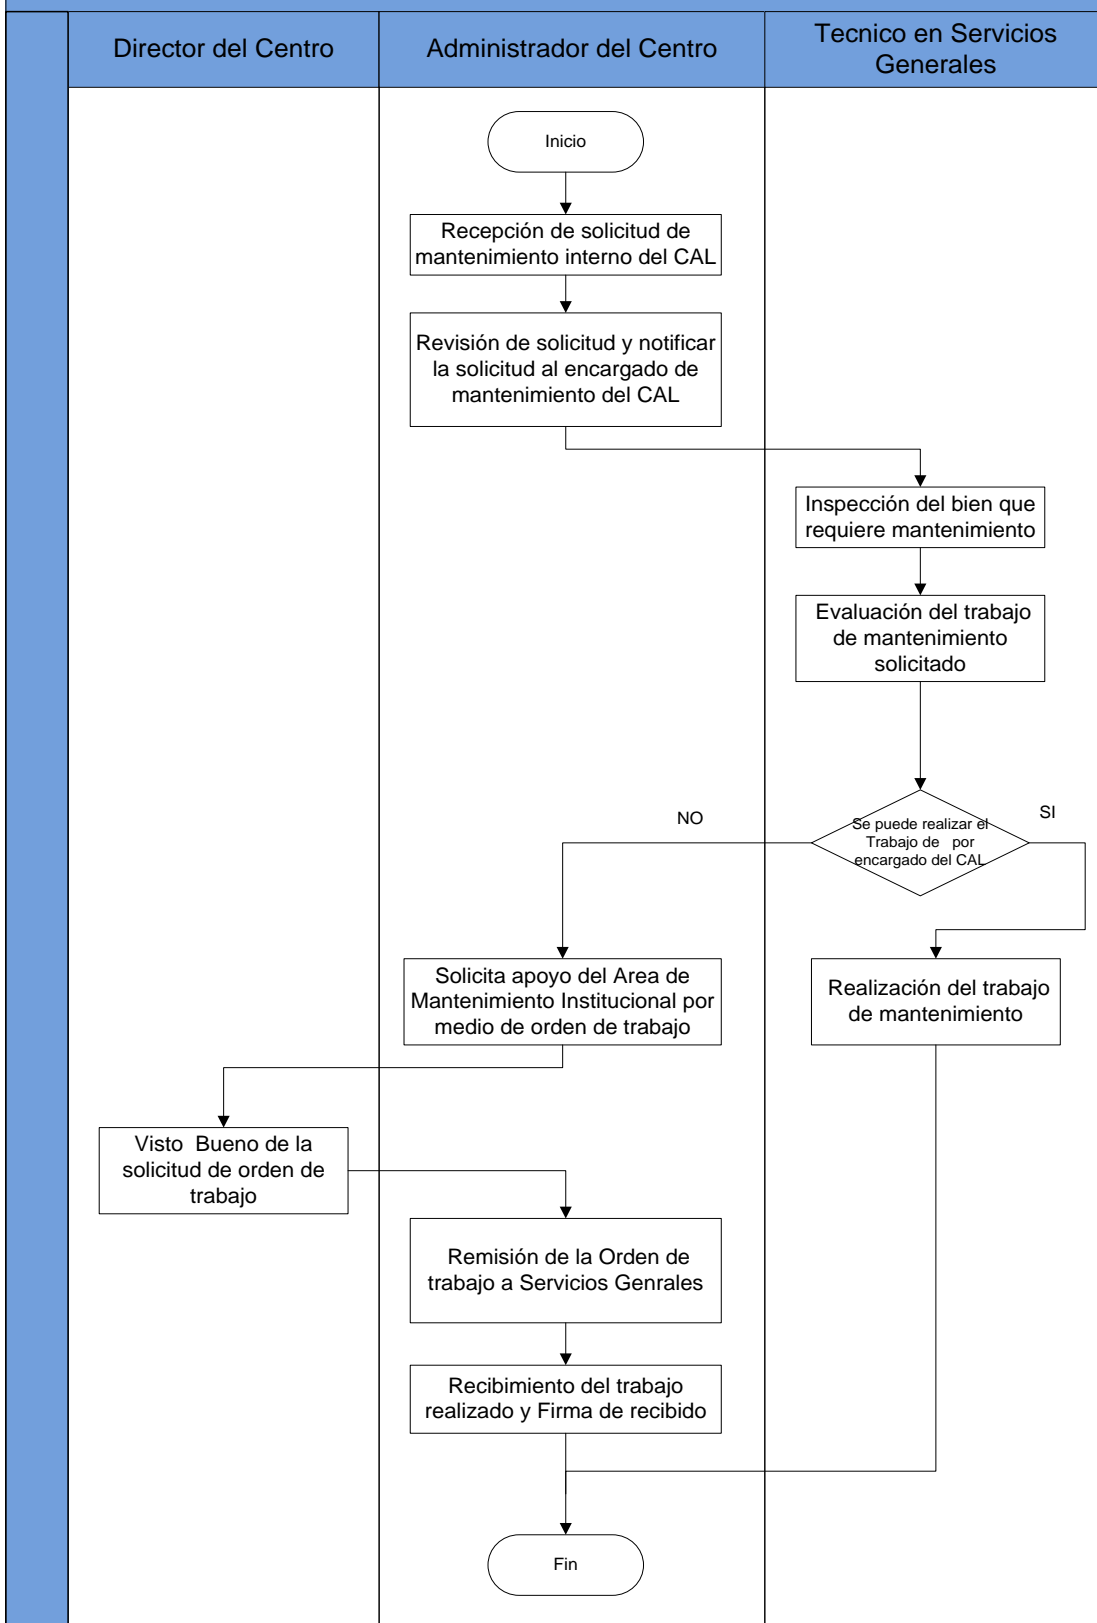 Director del Centro
Administrador del Centro
Tecnico en Servicios
Generales
Inicio
Recepción de solicitud de
mantenimiento interno del CAL
Revisión de solicitud y notificar
la solicitud al encargado de
mantenimiento del CAL
Inspección del bien que
requiere mantenimiento
Evaluación del trabajo
de mantenimiento
solicitado
Se puede realizar el
Trabajo de por
encargado del CAL
NO
SI
Solicita apoyo del Area de
Mantenimiento Institucional por
medio de orden de trabajo
Realización del trabajo
de mantenimiento
Visto Bueno de la
solicitud de orden de
trabajo
Remisión de la Orden de
trabajo a Servicios Genrales
Recibimiento del trabajo
realizado y Firma de recibido
Fin